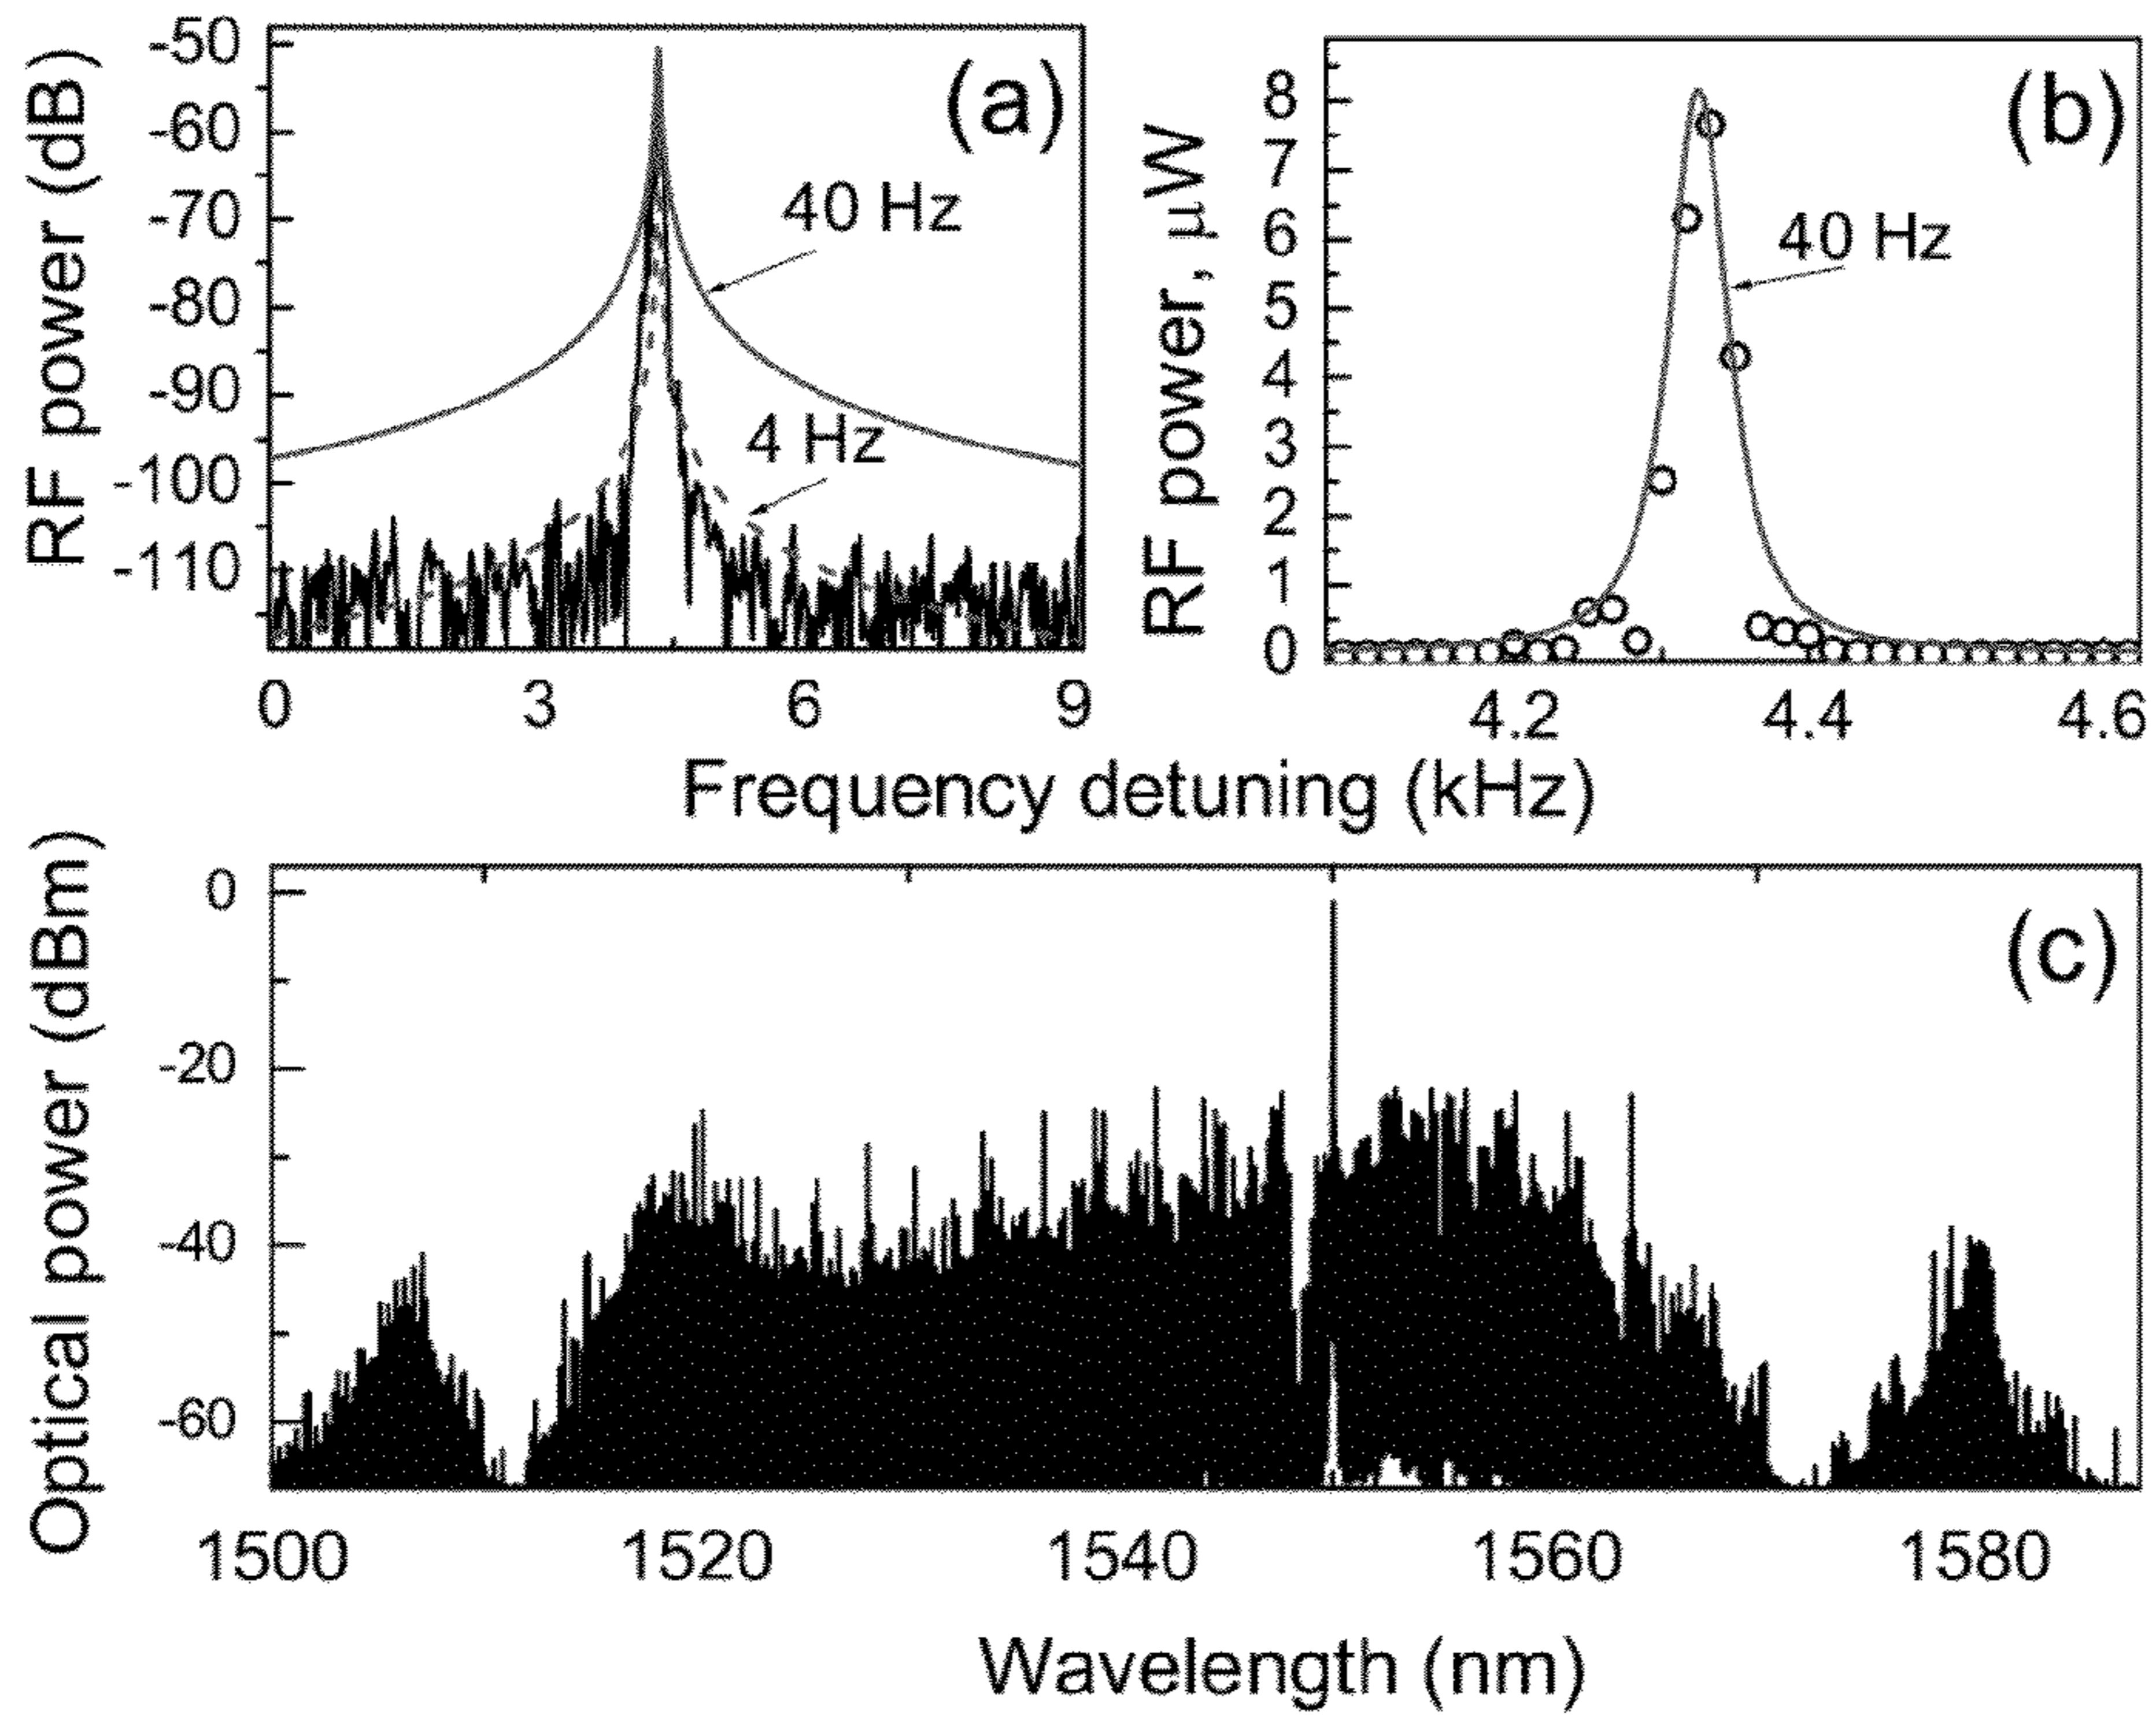 (a)
RF power (dB)
-50
-60
-70
-80
-90
-100
-110
40 Hz
4 Hz
0 3 6 9
(b)
RF power, μW
8
7
6
5
4
3
2
1
0
40 Hz
4.2 4.4 4.6
Frequency detuning (kHz)
(c)
Optical power (dBm)
0
-20
-40
-60
1500 1520 1540 1560 1580
Wavelength (nm)